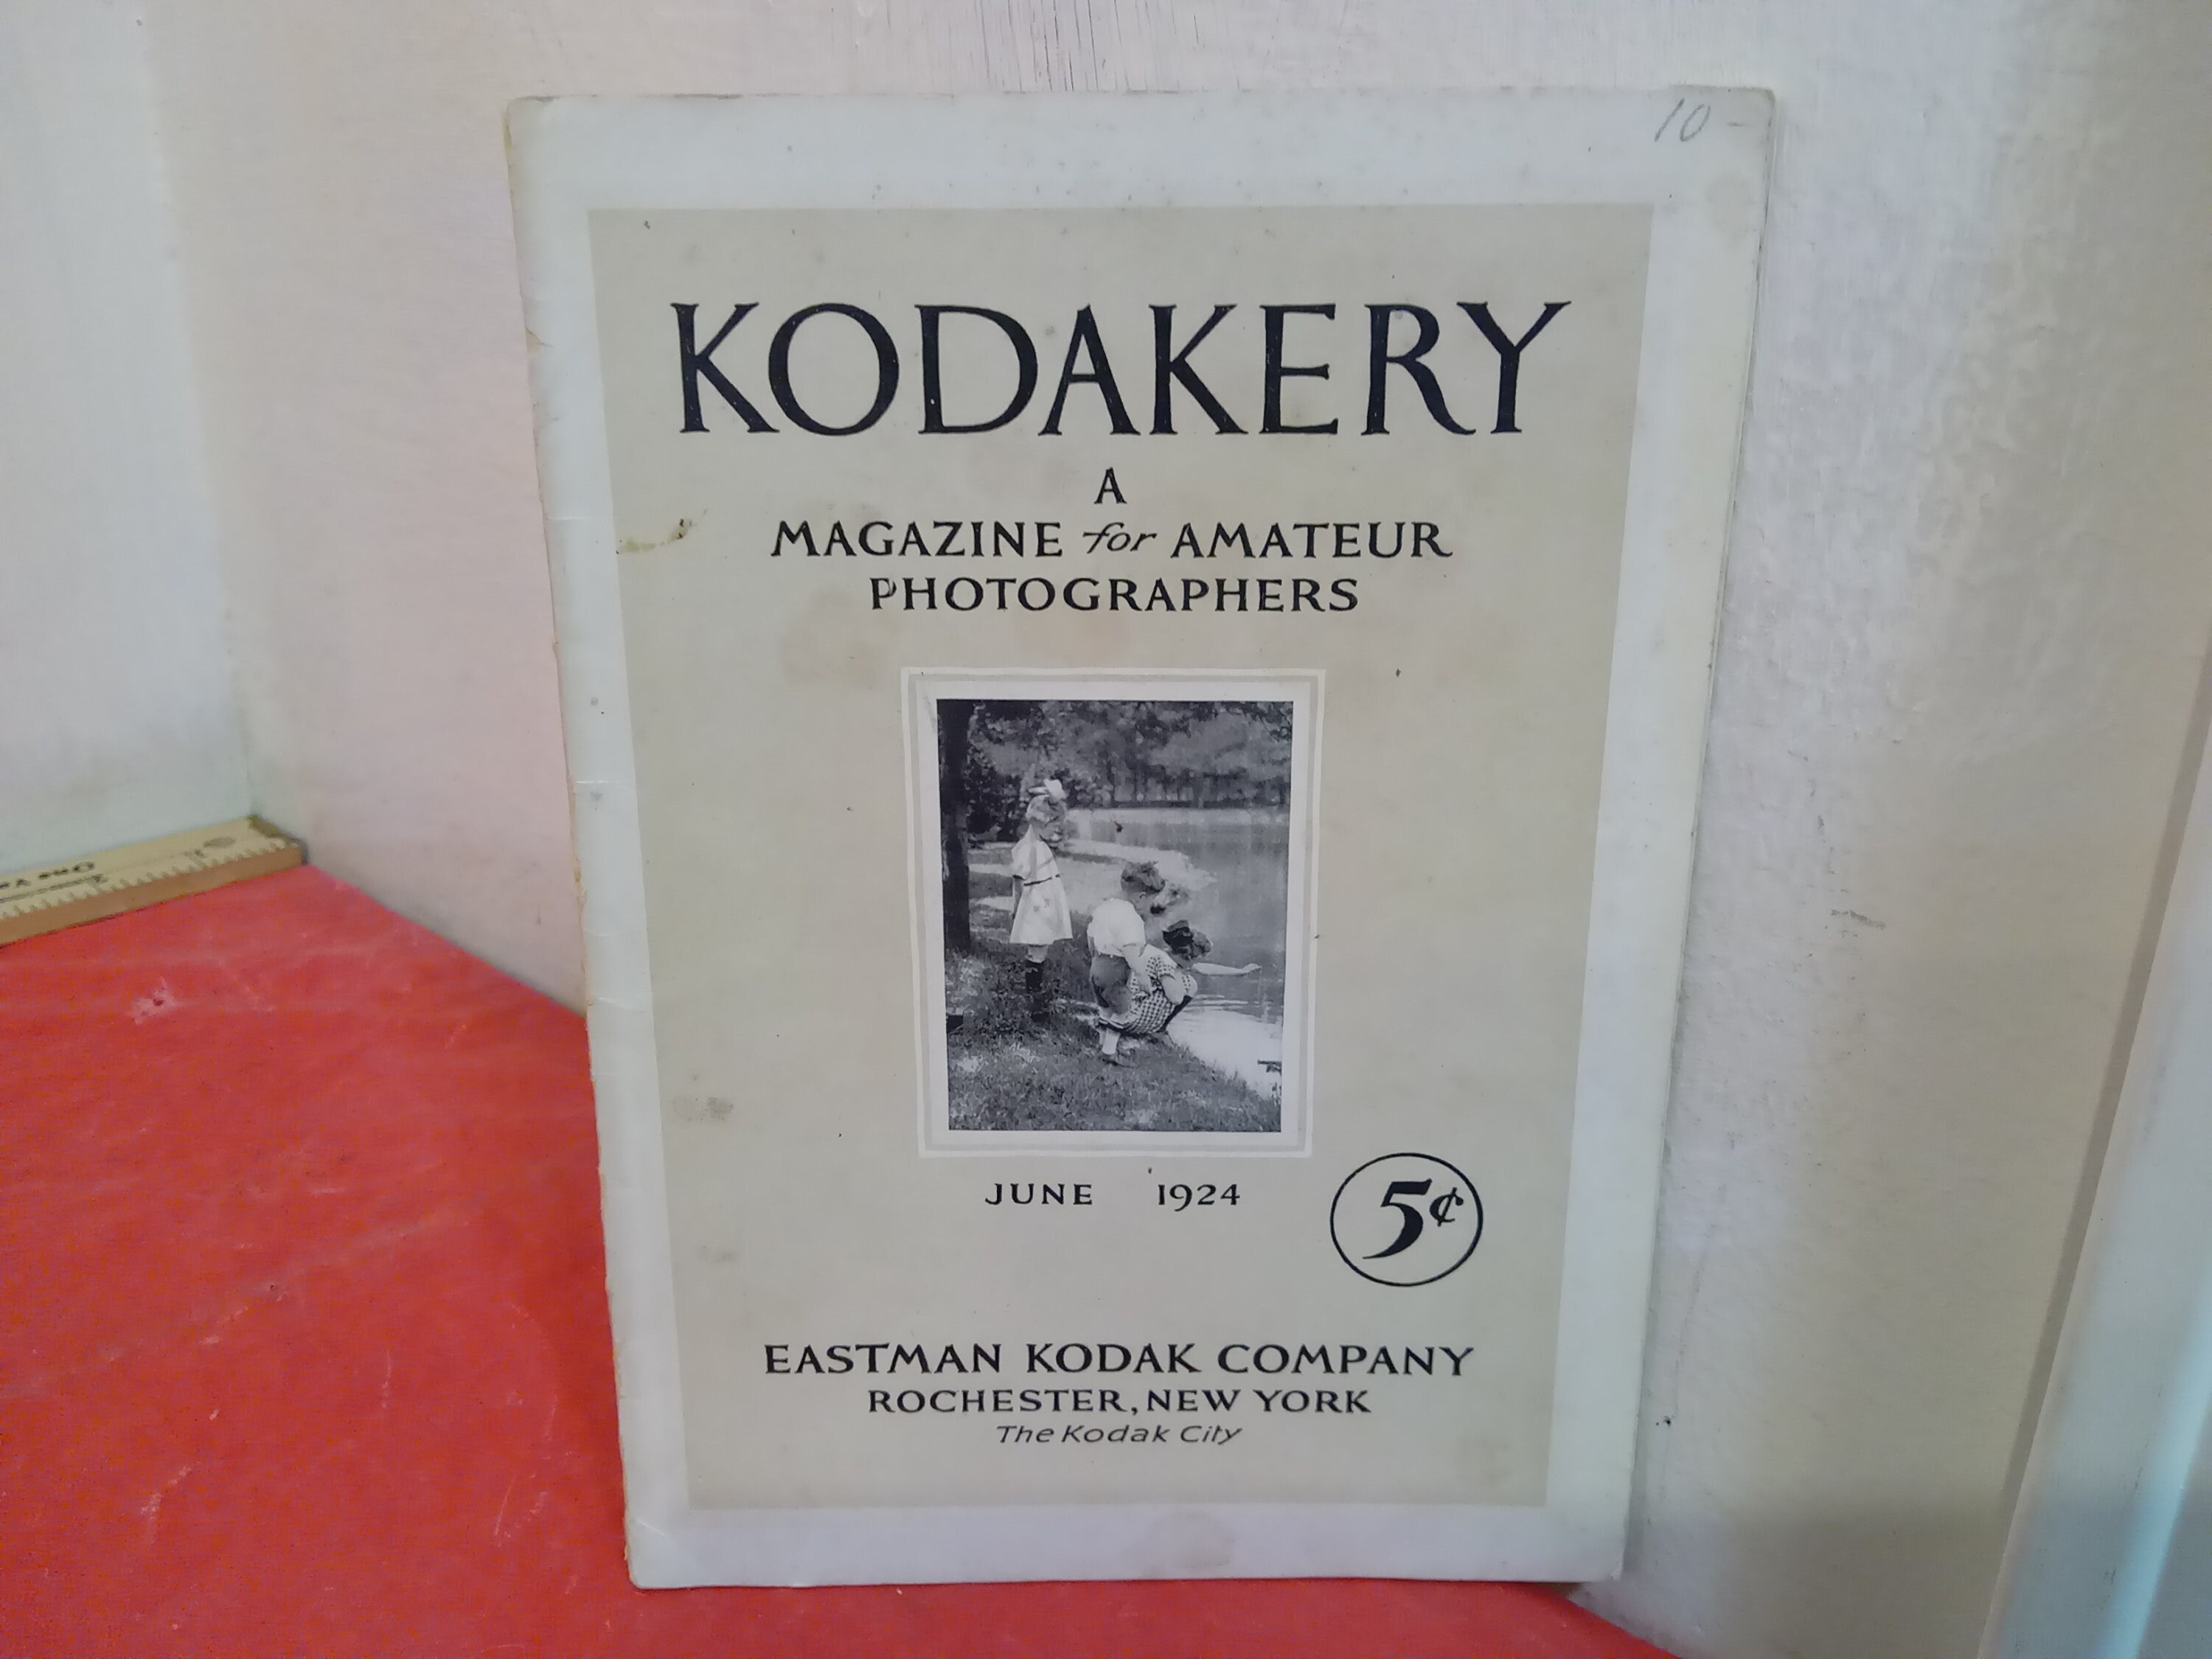 10-
KODAKERY
A
MAGAZINE for AMATEUR
PHOTOGRAPHERS
JUNE 1924
5¢
EASTMAN KODAK COMPANY
ROCHESTER, NEW YORK
The Kodak City